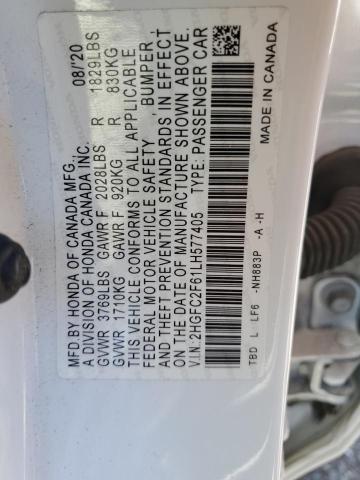 MFD.BY HONDA OF CANADA MFG., 08/'20
A DIVISION OF HONDA CANADA INC.
GVWR 3769LBS GAWR F 2028LBS R 1829LBS
GVWR 1710KG GAWR F 920KG R 830KG
THIS VEHICLE CONFORMS TO ALL APPLICABLE
FEDERAL MOTOR VEHICLE SAFETY BUMPER,
AND THEFT PREVENTION STANDARDS IN EFFECT
ON THE DATE OF MANUFACTURE SHOWN ABOVE.
V.I.N:2HGFC2F61LH577405 TYPE: PASSENGER CAR
TBD L LF6 -NH883P -A -H MADE IN CANADA